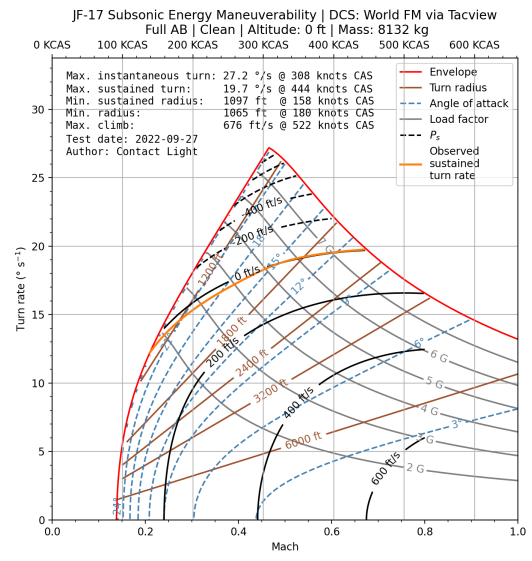 JF-17 Subsonic Energy Maneuverability | DCS: World FM via Tacview
Full AB | Clean | Altitude: 0 ft | Mass: 8132 kg
0 KCAS 100 KCAS 200 KCAS 300 KCAS 400 KCAS 500 KCAS 600 KCAS
Max. instantaneous turn: 27.2 °/s @ 308 knots CAS
Max. sustained turn: 19.7 °/s @ 444 knots CAS
Min. sustained radius: 1097 ft @ 158 knots CAS
Min. radius: 1065 ft @ 180 knots CAS
Max. climb: 676 ft/s @ 522 knots CAS
Test date: 2022-09-27
Author: Contact Light
Envelope
Turn radius
Angle of attack
Load factor
Ps
Observed
sustained
turn rate
Turn rate (° s⁻¹)
30
25
20
15
10
5
0
-400 ft/s
-200 ft/s
0 ft/s
200 ft/s
400 ft/s
600 ft/s
1200 ft
1800 ft
2400 ft
3200 ft
6000 ft
15°
12°
6°
24°
6 G
5 G
4 G
2 G
0.0 0.2 0.4 0.6 0.8 1.0
Mach